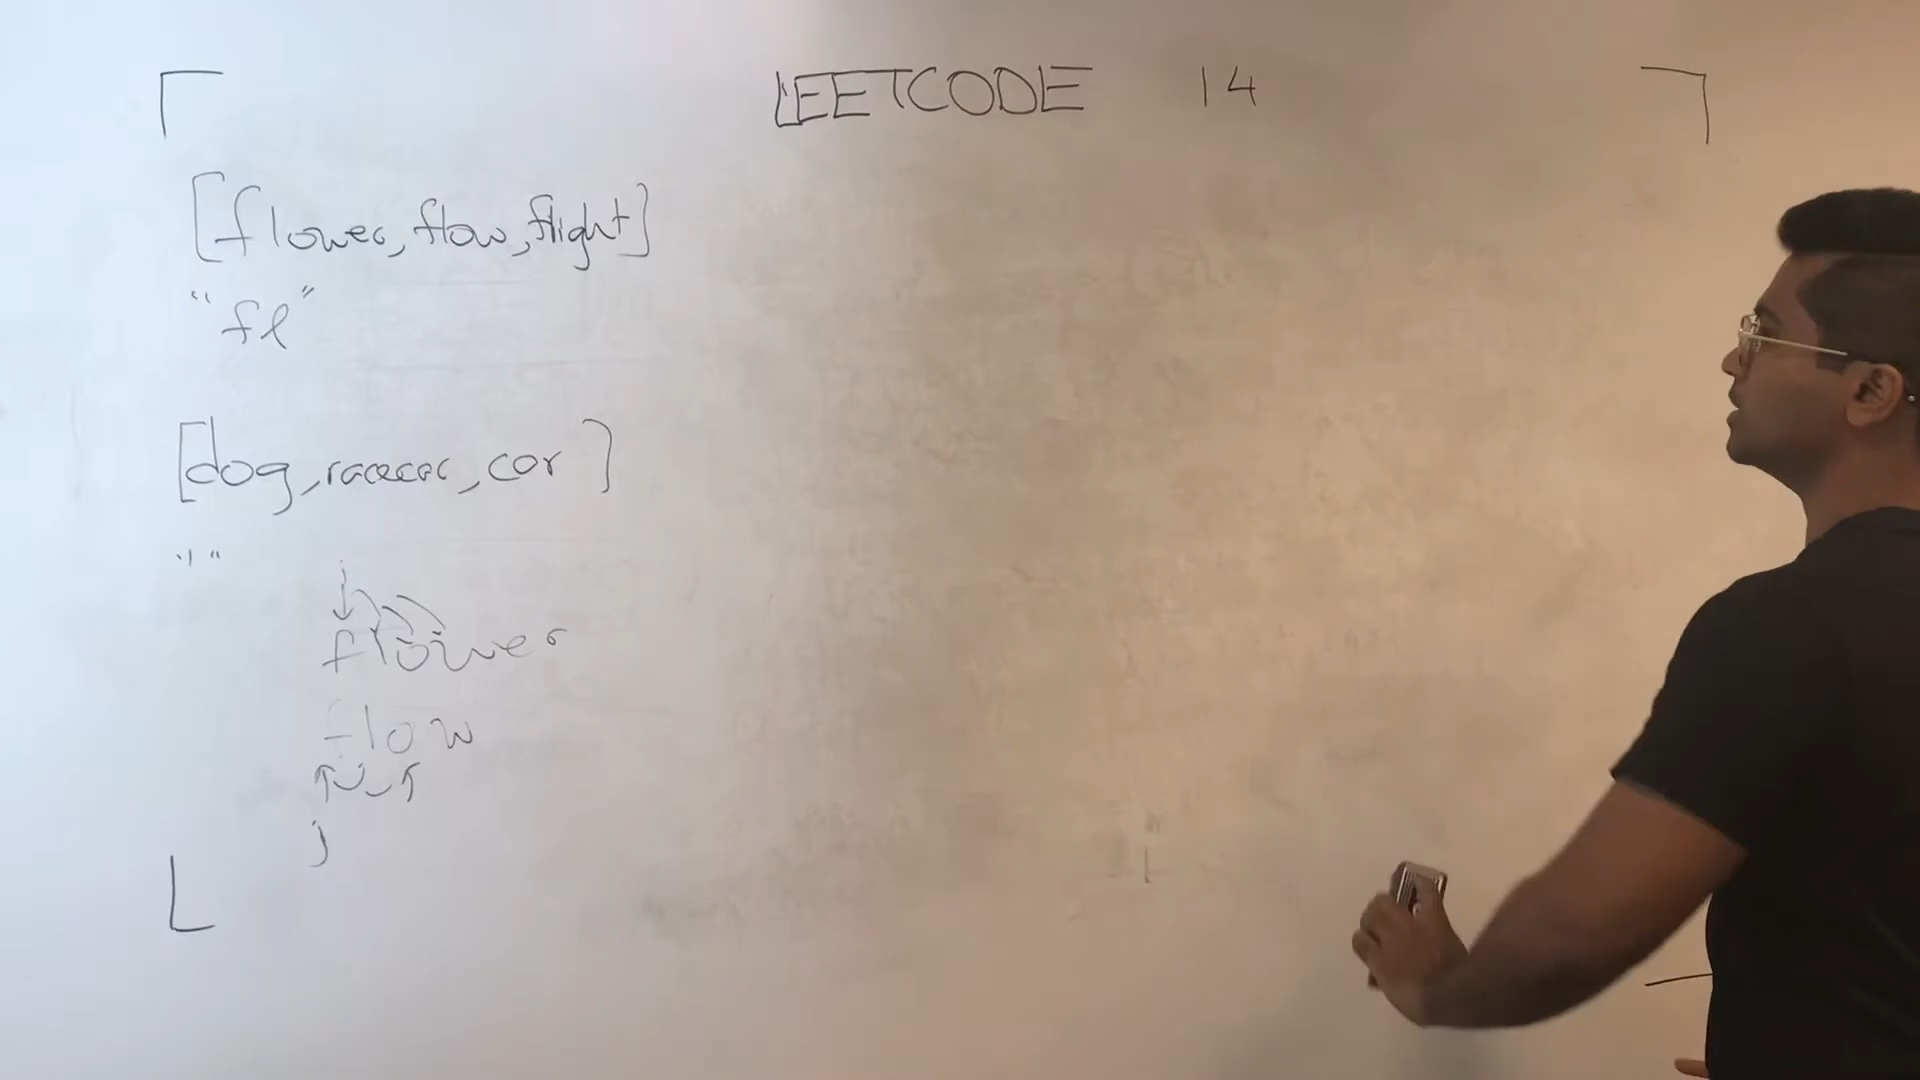 LEETCODE 14
[flower, flow, flight]
"fl"
[dog, racecar, car]
" "
i
flower
flow
j